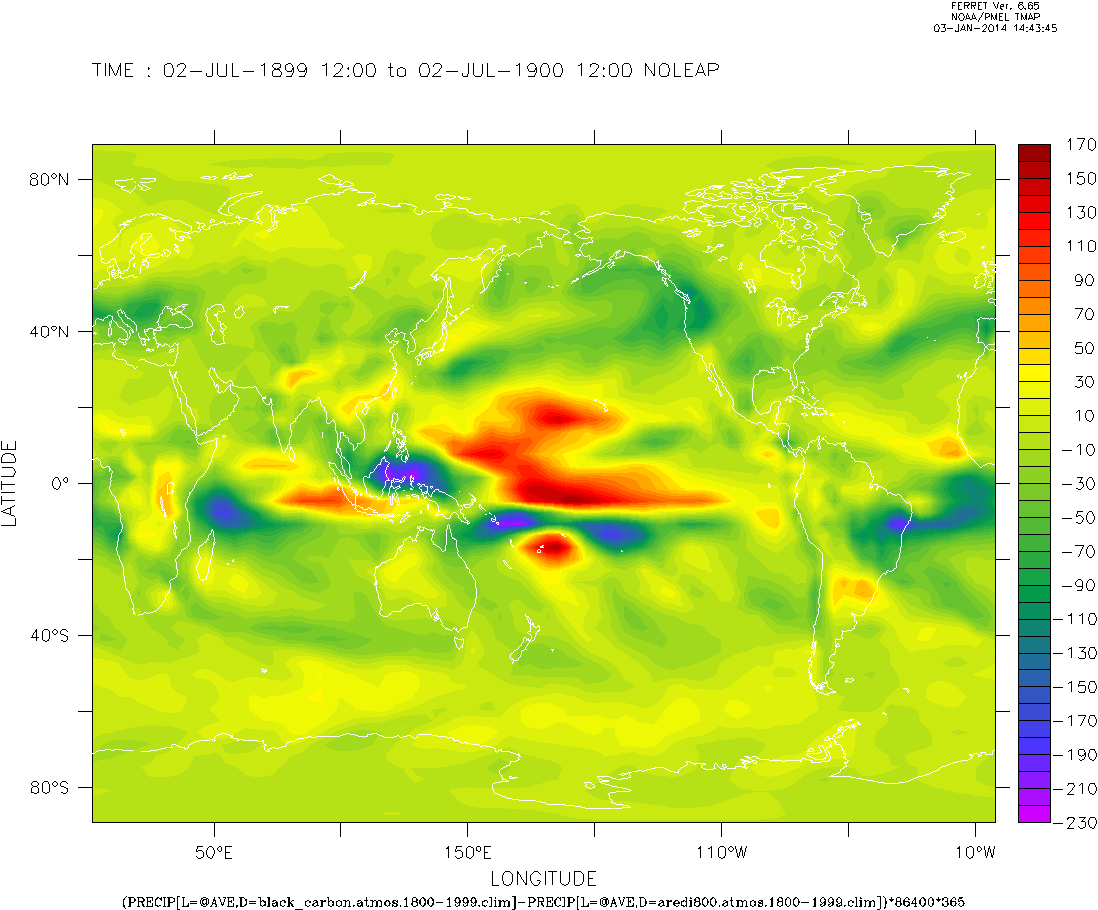 FERRET Ver. 6.65
NOAA/PMEL TMAP
03-JAN-2014 14:43:45
TIME : 02-JUL-1899 12:00 to 02-JUL-1900 12:00 NOLEAP
80°N
40°N
0°
40°S
80°S
LATITUDE
50°E
150°E
110°W
10°W
LONGITUDE
170
150
130
110
90
70
50
30
10
-10
-30
-50
-70
-90
-110
-130
-150
-170
-190
-210
-230
(PRECIP[L=@AVE,D=black_carbon.atmos.1800-1999.clim]-PRECIP[L=@AVE,D=aredi800.atmos.1800-1999.clim])*86400*365